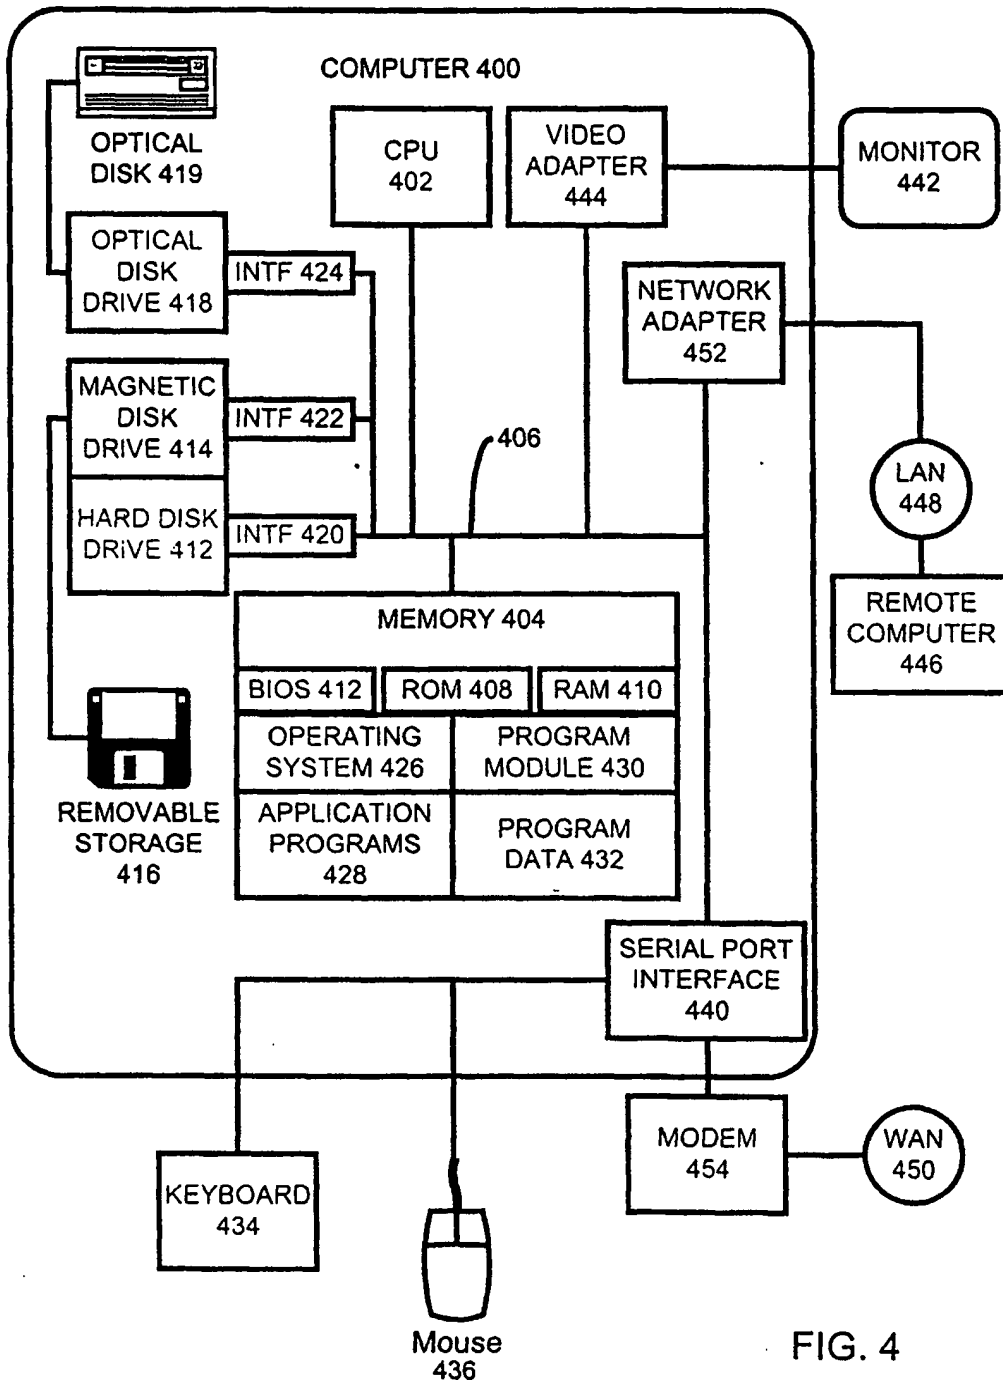 COMPUTER 400
OPTICAL
DISK 419
CPU
402
VIDEO
ADAPTER
444
MONITOR
442
OPTICAL
DISK
DRIVE 418
INTF 424
NETWORK
ADAPTER
452
MAGNETIC
DISK
DRIVE 414
INTF 422
406
LAN
448
HARD DISK
DRIVE 412
INTF 420
REMOTE
COMPUTER
446
MEMORY 404
BIOS 412
ROM 408
RAM 410
OPERATING
SYSTEM 426
PROGRAM
MODULE 430
REMOVABLE
STORAGE
416
APPLICATION
PROGRAMS
428
PROGRAM
DATA 432
SERIAL PORT
INTERFACE
440
MODEM
454
WAN
450
KEYBOARD
434
Mouse
436
FIG. 4